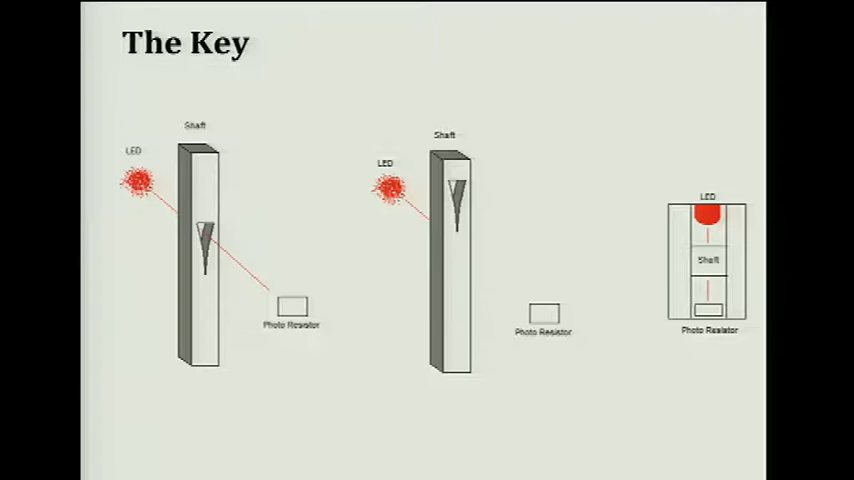 The Key
Shaft
LED
Photo Resistor
Shaft
LED
Photo Resistor
LED
Shaft
Photo Resistor